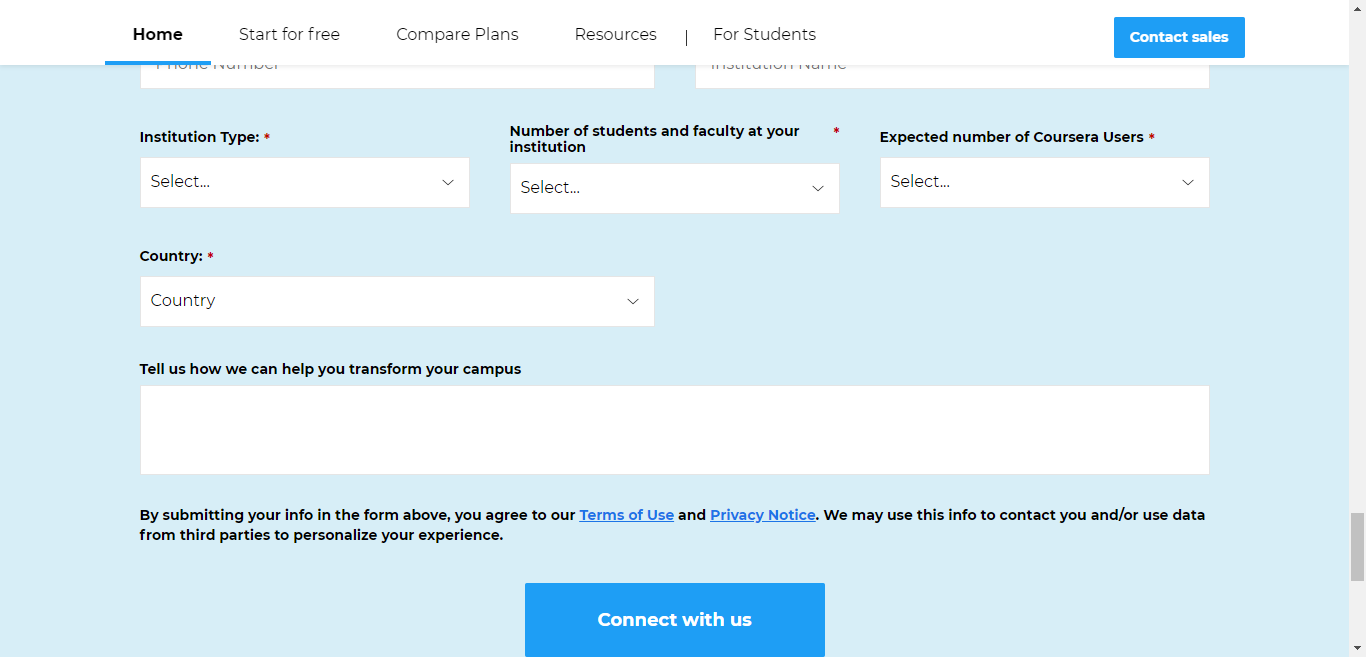 Home Start for free Compare Plans Resources | For Students Contact sales
Phone Number Institution Name
Institution Type: * Number of students and faculty at your institution * Expected number of Coursera Users *
Select... Select... Select...
Country: *
Country
Tell us how we can help you transform your campus
By submitting your info in the form above, you agree to our Terms of Use and Privacy Notice. We may use this info to contact you and/or use data
from third parties to personalize your experience.
Connect with us